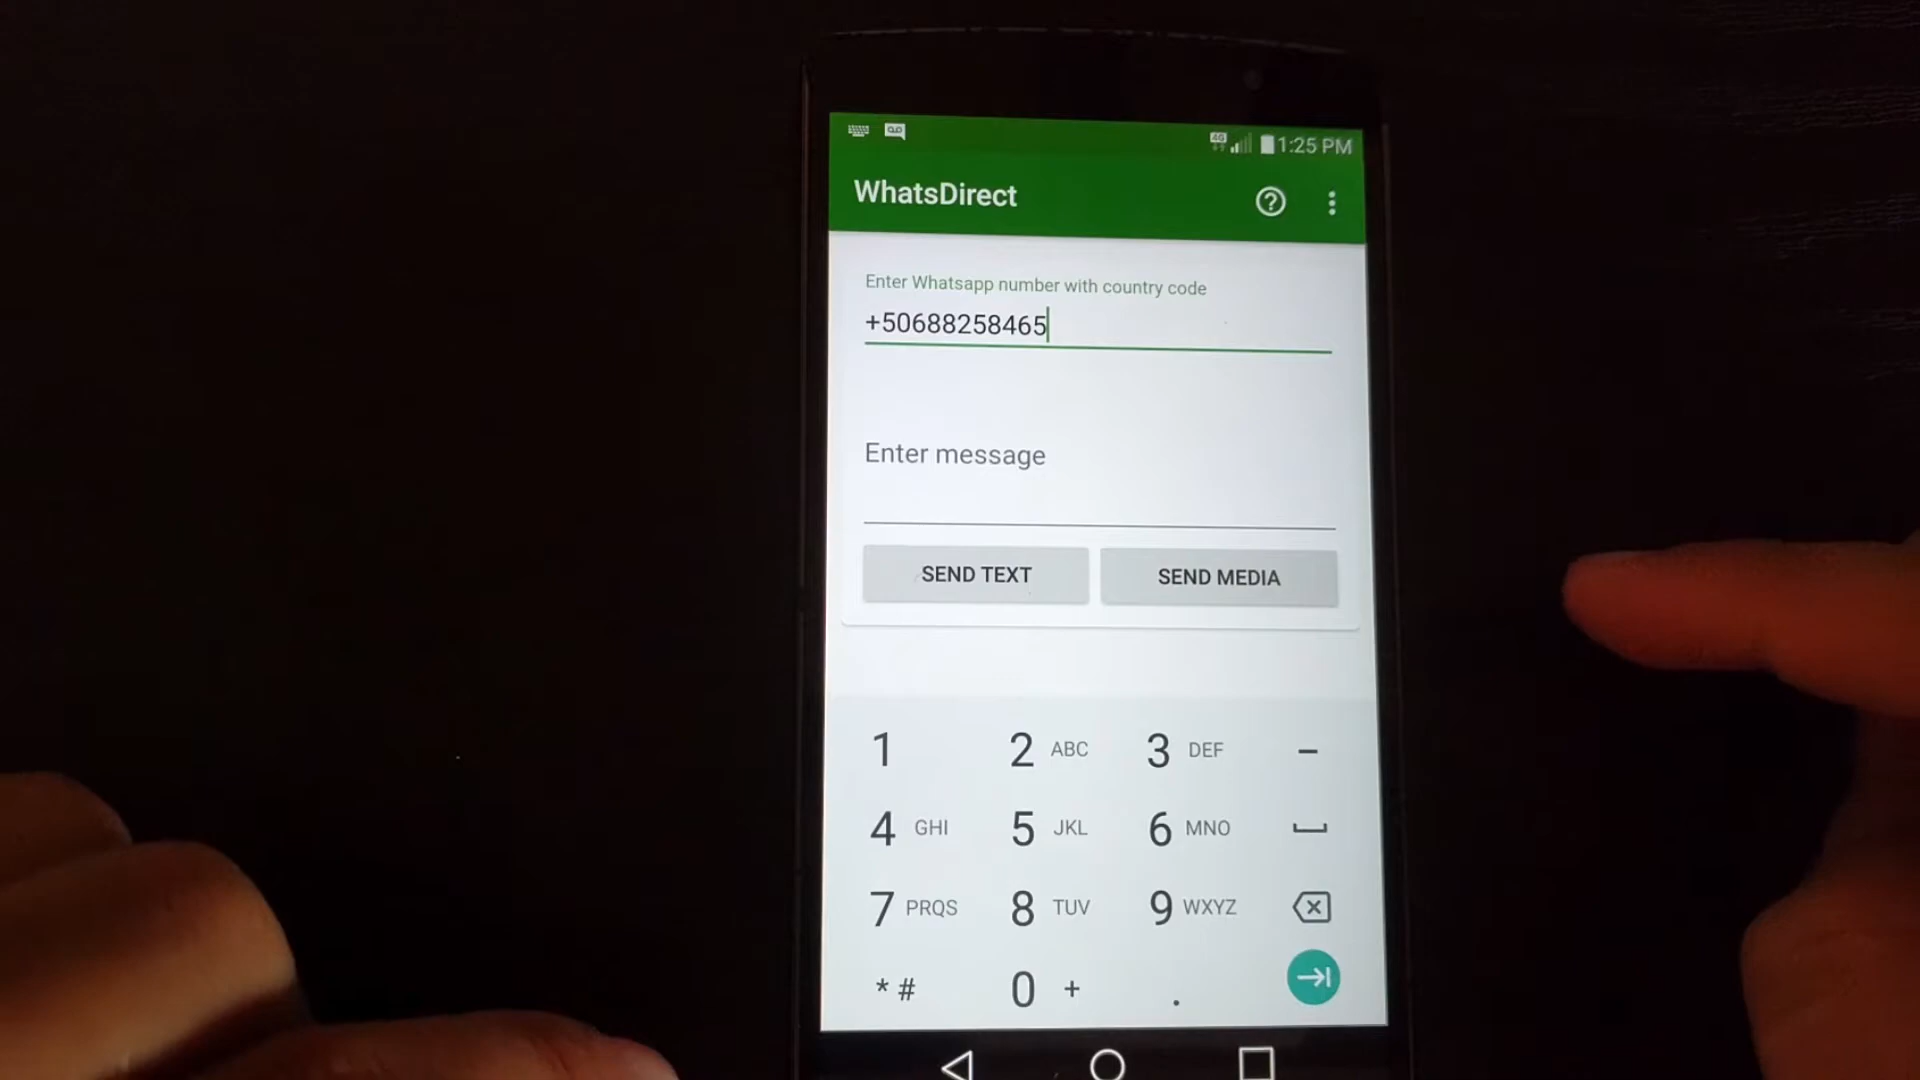 4G 1:25 PM
WhatsDirect
Enter Whatsapp number with country code
+50688258465
Enter message
SEND TEXT SEND MEDIA
1 2 ABC 3 DEF -
4 GHI 5 JKL 6 MNO
7 PRQS 8 TUV 9 WXYZ
* # 0 + .